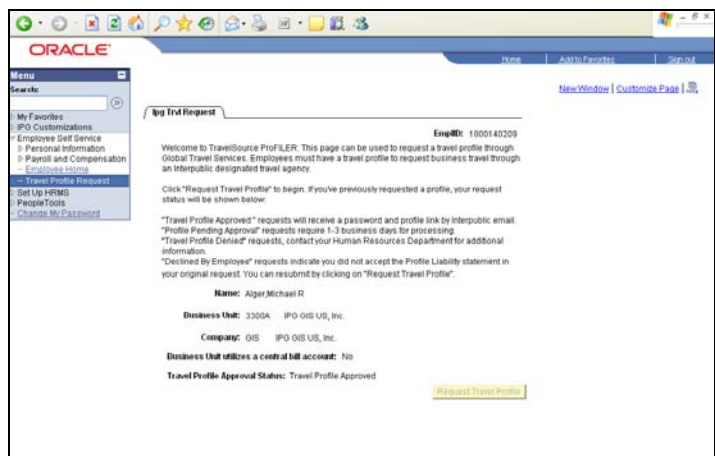 ORACLE
Home
Add to Favorites
Sign out
Menu
Search:
My Favorites
IPG Customizations
Employee Self Service
Personal Information
Payroll and Compensation
– Employee Home
– Travel Profile Request
Set Up HRMS
PeopleTools
– Change My Password
New Window | Customize Page |
Ipg Trvl Request
EmplID: 1000140209
Welcome to TravelSource ProFILER. This page can be used to request a travel profile through
Global Travel Services. Employees must have a travel profile to request business travel through
an Interpublic designated travel agency.
Click "Request Travel Profile" to begin. If you've previously requested a profile, your request
status will be shown below:
"Travel Profile Approved" requests will receive a password and profile link by Interpublic email.
"Profile Pending Approval" requests require 1-3 business days for processing.
"Travel Profile Denied" requests, contact your Human Resources Department for additional
information.
"Declined By Employee" requests indicate you did not accept the Profile Liability statement in
your original request. You can resubmit by clicking on "Request Travel Profile".
Name: Alger,Michael R
Business Unit: 3300A IPG GIS US, Inc.
Company: GIS IPG GIS US, Inc.
Business Unit utilizes a central bill account: No
Travel Profile Approval Status: Travel Profile Approved
Request Travel Profile